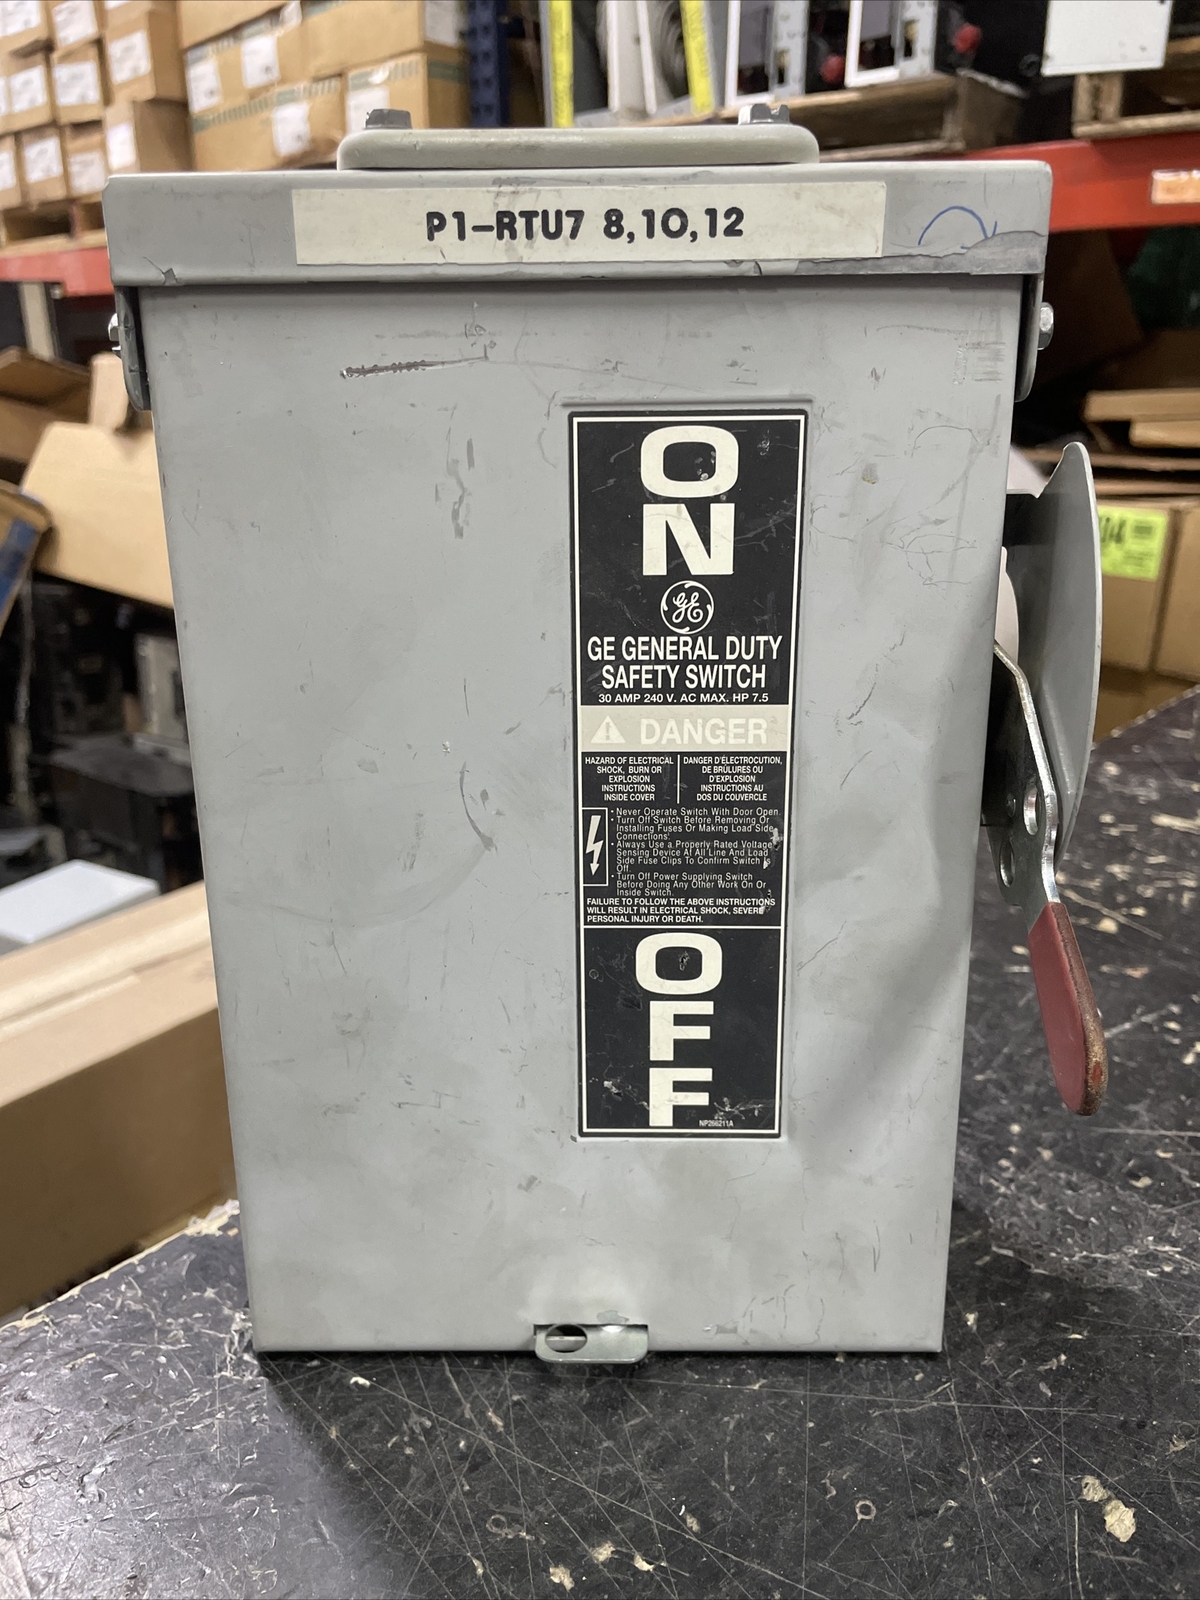 P1-RTU7 8,10,12
ON
GE
GE GENERAL DUTY
SAFETY SWITCH
30 AMP 240 V. AC MAX. HP 7.5
DANGER
HAZARD OF ELECTRICAL
SHOCK, BURN OR
EXPLOSION
INSTRUCTIONS
INSIDE COVER
DANGER D'ÉLECTROCUTION,
DE BRÛLURES OU
D'EXPLOSION
INSTRUCTIONS AU
DOS DU COUVERCLE
• Never Operate Switch With Door Open.
• Turn Off Switch Before Removing Or
Installing Fuses Or Making Load Side
Connections.
• Always Use a Properly Rated Voltage
Sensing Device At All Line And Load
Side Fuse Clips To Confirm Switch Is
Off.
• Turn Off Power Supplying Switch
Before Doing Any Other Work On Or
Inside Switch.
FAILURE TO FOLLOW THE ABOVE INSTRUCTIONS
WILL RESULT IN ELECTRICAL SHOCK, SEVERE
PERSONAL INJURY OR DEATH.
OFF
NP266211A